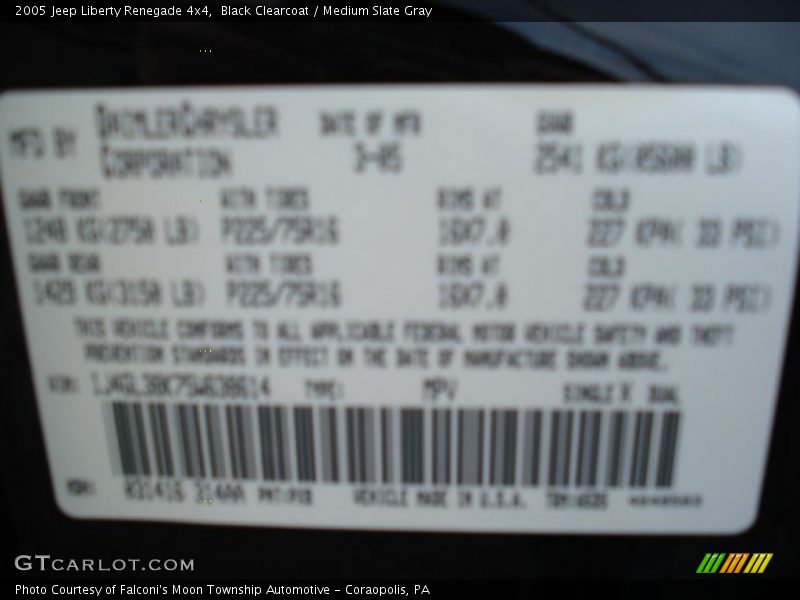 2005 Jeep Liberty Renegade 4x4,  Black Clearcoat / Medium Slate Gray
MFD BY DAIMLERCHRYSLER CORPORATION DATE OF MFD 3-05 GVWR 2541 KG(05600 LB)
GAWR FRONT WITH TIRES RIMS AT COLD
1248 KG(2750 LB) P225/75R16 16X7.0 227 KPA( 33 PSI)
GAWR REAR WITH TIRES RIMS AT COLD
1429 KG(3150 LB) P225/75R16 16X7.0 227 KPA( 33 PSI)
THIS VEHICLE CONFORMS TO ALL APPLICABLE FEDERAL MOTOR VEHICLE SAFETY AND THEFT
PREVENTION STANDARDS IN EFFECT ON THE DATE OF MANUFACTURE SHOWN ABOVE.
VIN: TYPE: MPV SINGLE X DUAL
MDH: VEHICLE MADE IN U.S.A.
GTCARLOT.COM
Photo Courtesy of Falconi's Moon Township Automotive - Coraopolis, PA